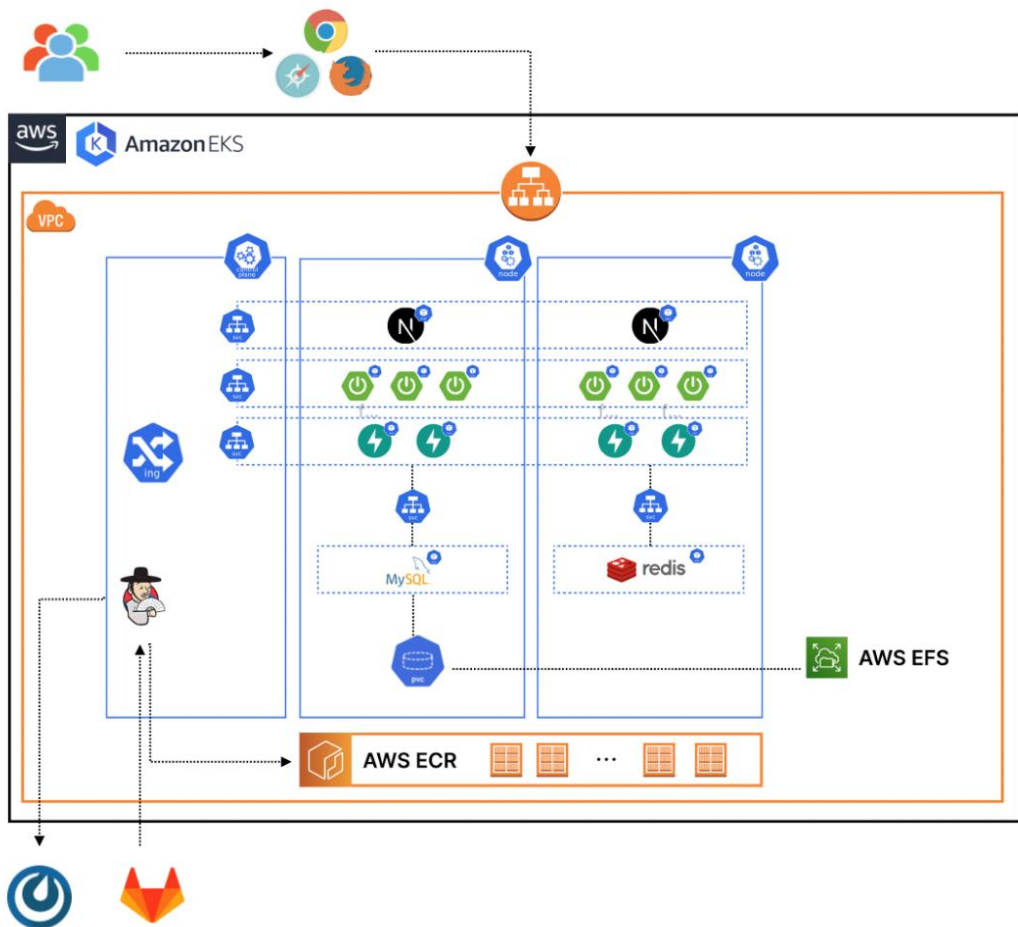 aws
Amazon EKS
VPC
control
plane
node
node
svc
N
N
svc
svc
ing
svc
svc
MySQL
redis
pvc
AWS EFS
AWS ECR
...